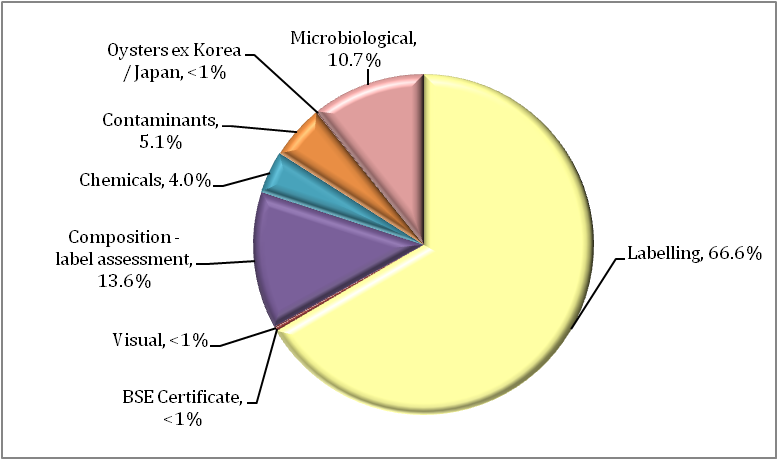 Microbiological,
10.7%
Oysters ex Korea
/ Japan, <1%
Contaminants,
5.1%
Chemicals, 4.0%
Composition -
label assessment,
13.6%
Labelling, 66.6%
Visual, <1%
BSE Certificate,
<1%